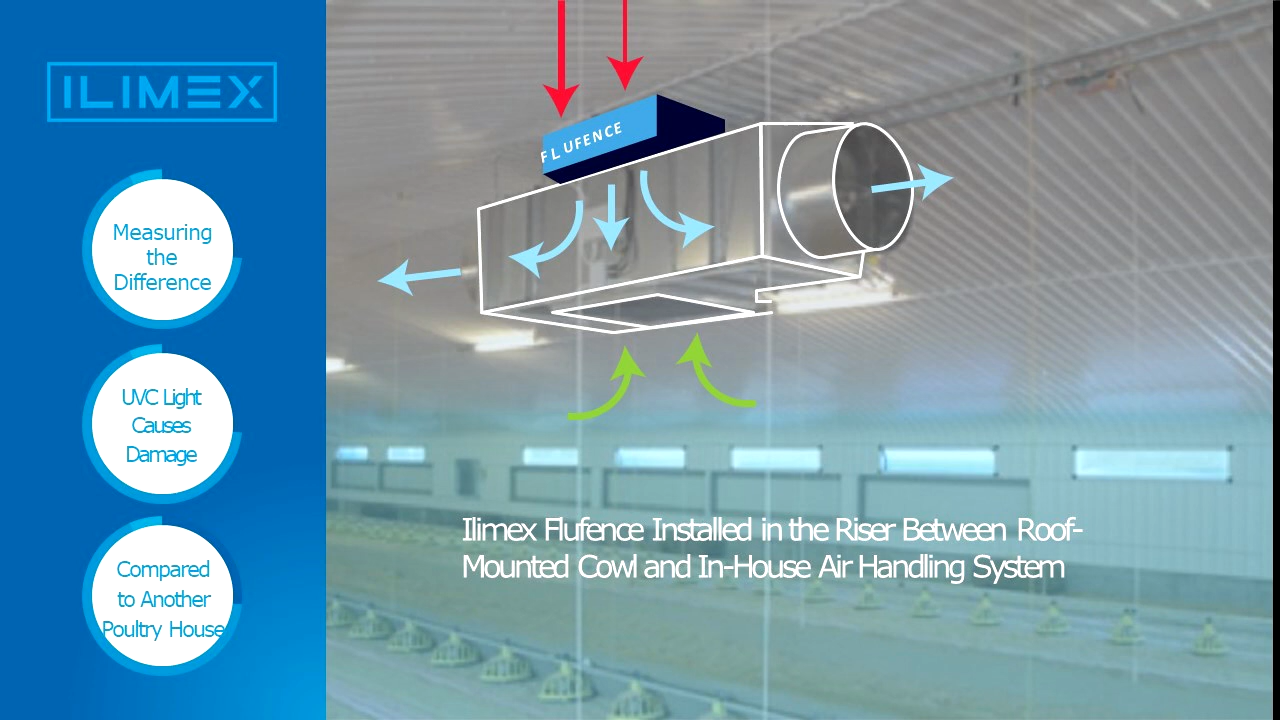 ILIMEX
Measuring
the
Difference
UVC Light
Causes
Damage
Compared
to Another
Poultry House
FLUFENCE
Ilimex Flufence Installed in the Riser Between Roof-
Mounted Cowl and In-House Air Handling System